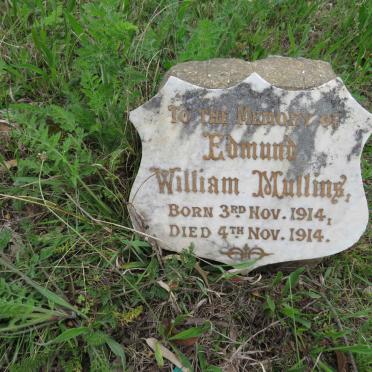 To the Memory of
Edmund
William Mullins,
Born 3rd Nov. 1914,
Died 4th Nov. 1914.